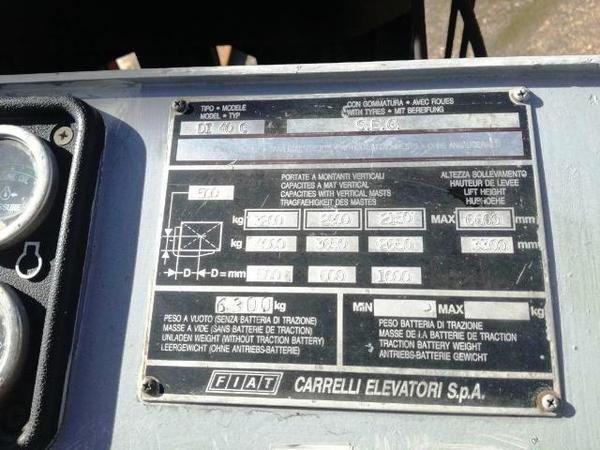 TIPO • MODELE
MODEL • TYP
CON GOMMATURA • AVEC ROUES
WITH TYRES • MIT BEREIFUNG
DI 40 C
S.E.G.
500
PORTATE A MONTANTI VERTICALI
CAPACITES A MAT VERTICAL
CAPACITIES WITH VERTICAL MASTS
TRAGFAEHIGKEIT DES MASTES
ALTEZZA SOLLEVAMENTO
HAUTEUR DE LEVEE
LIFT HEIGHT
HUBHOEHE
kg MAX 6600 mm
kg 4000 3300 mm
D D = mm 600 1000
6300 kg
PESO A VUOTO (SENZA BATTERIA DI TRAZIONE)
MASSE A VIDE (SANS BATTERIE DE TRACTION)
UNLADEN WEIGHT (WITHOUT TRACTION BATTERY)
LEERGEWICHT (OHNE ANTRIEBS-BATTERIE)
MIN MAX kg
PESO BATTERIA DI TRAZIONE
MASSE DE LA BATTERIE DE TRACTION
TRACTION BATTERY WEIGHT
ANTRIEBS-BATTERIE GEWICHT
FIAT CARRELLI ELEVATORI S.p.A.